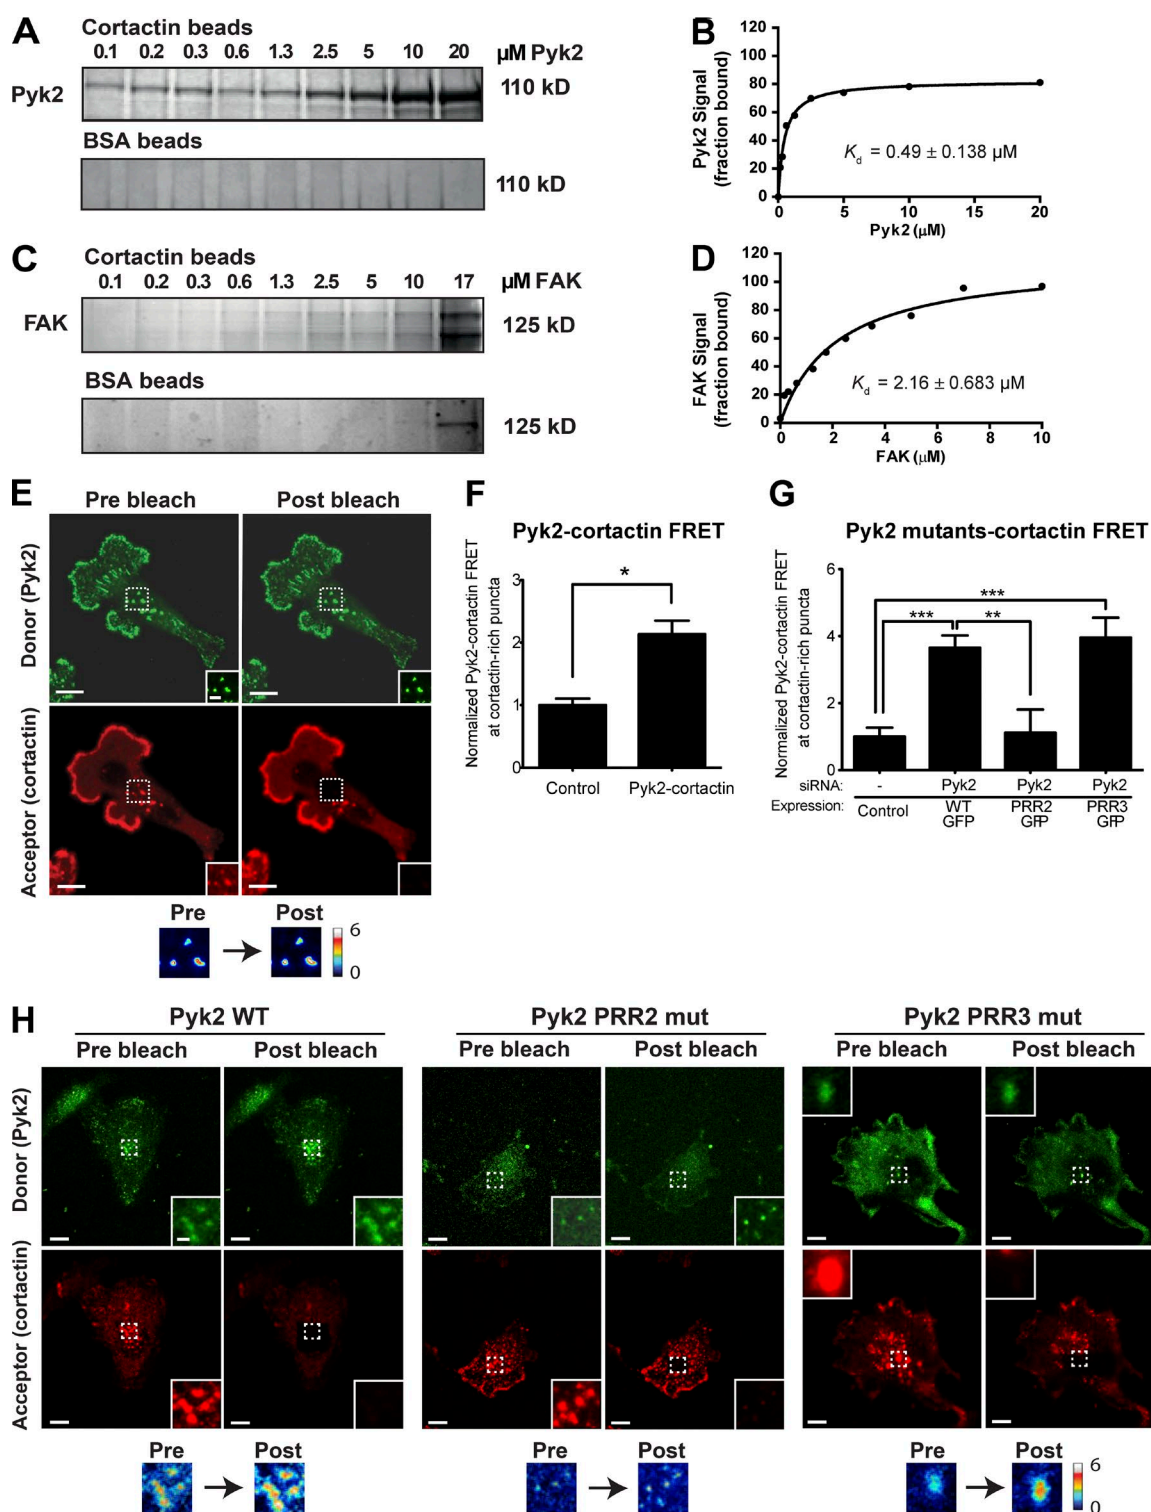 A
Cortactin beads
0.1 0.2 0.3 0.6 1.3 2.5 5 10 20 µM Pyk2
Pyk2
110 kD
BSA beads
110 kD
B
Pyk2 Signal
(fraction bound)
120
100
80
60
40
20
0
0 5 10 15 20
Pyk2 (µM)
Kd = 0.49 ± 0.138 µM
C
Cortactin beads
0.1 0.2 0.3 0.6 1.3 2.5 5 10 17 µM FAK
FAK
125 kD
BSA beads
125 kD
D
FAK Signal
(fraction bound)
120
100
80
60
40
20
0
0 2 4 6 8 10
FAK (µM)
Kd = 2.16 ± 0.683 µM
E
Pre bleach Post bleach
Donor (Pyk2)
Acceptor (cortactin)
Pre Post
6
0
F
Pyk2-cortactin FRET
Normalized Pyk2-cortactin FRET
at cortactin-rich puncta
3
2
1
0
*
Control Pyk2-cortactin
G
Pyk2 mutants-cortactin FRET
Normalized Pyk2-cortactin FRET
at cortactin-rich puncta
6
4
2
0
***
*** **
siRNA: - Pyk2 Pyk2 Pyk2
Expression: Control WT GFP PRR2 GFP PRR3 GFP
H
Pyk2 WT Pyk2 PRR2 mut Pyk2 PRR3 mut
Pre bleach Post bleach Pre bleach Post bleach Pre bleach Post bleach
Donor (Pyk2)
Acceptor (cortactin)
Pre Post Pre Post Pre Post
6
0